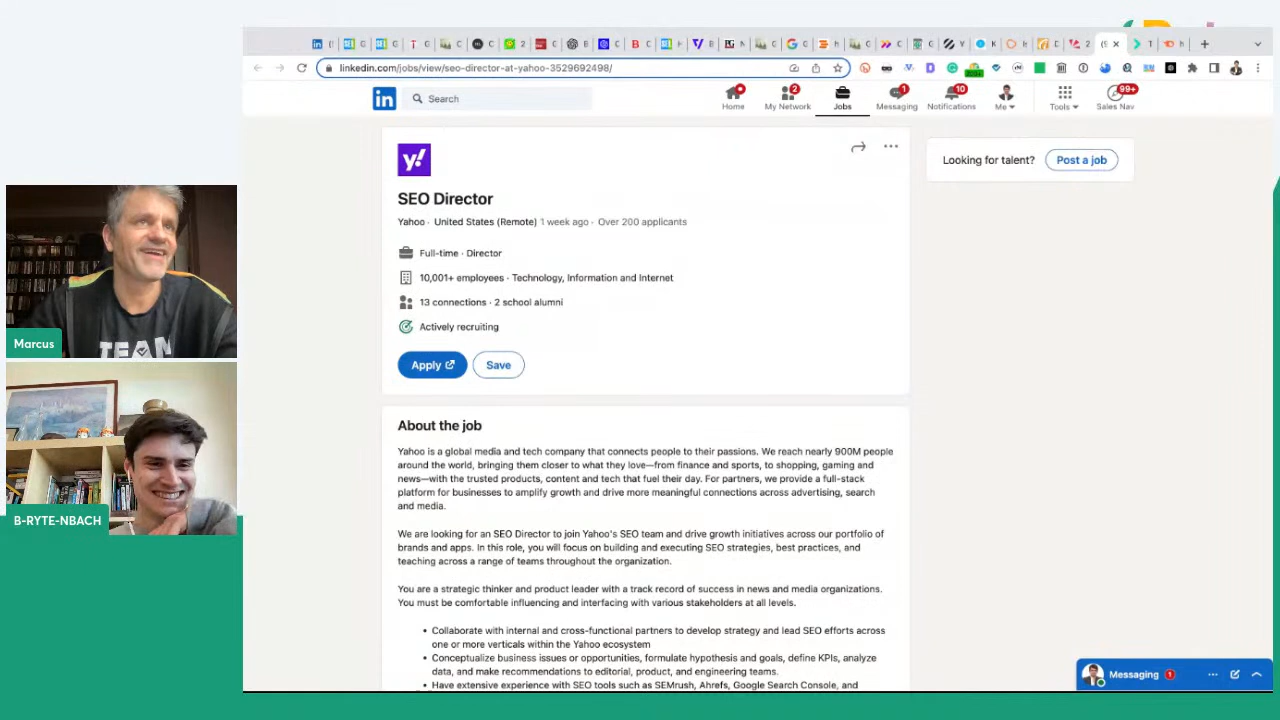 linkedin.com/jobs/view/seo-director-at-yahoo-3529692498/
in
Search
Home
2
My Network
Jobs
1
Messaging
10
Notifications
Me
Tools
99+
Sales Nav
y!
SEO Director
Yahoo · United States (Remote) 1 week ago · Over 200 applicants
Full-time · Director
10,001+ employees · Technology, Information and Internet
13 connections · 2 school alumni
Actively recruiting
Apply
Save
Looking for talent?
Post a job
About the job
Yahoo is a global media and tech company that connects people to their passions. We reach nearly 900M people
around the world, bringing them closer to what they love—from finance and sports, to shopping, gaming and
news—with the trusted products, content and tech that fuel their day. For partners, we provide a full-stack
platform for businesses to amplify growth and drive more meaningful connections across advertising, search
and media.
We are looking for an SEO Director to join Yahoo's SEO team and drive growth initiatives across our portfolio of
brands and apps. In this role, you will focus on building and executing SEO strategies, best practices, and
teaching across a range of teams throughout the organization.
You are a strategic thinker and product leader with a track record of success in news and media organizations.
You must be comfortable influencing and interfacing with various stakeholders at all levels.
• Collaborate with internal and cross-functional partners to develop strategy and lead SEO efforts across
one or more verticals within the Yahoo ecosystem
• Conceptualize business issues or opportunities, formulate hypothesis and goals, define KPIs, analyze
data, and make recommendations to editorial, product, and engineering teams.
• Have extensive experience with SEO tools such as SEMrush, Ahrefs, Google Search Console, and
Messaging
1
Marcus
TEAM
B-RYTE-NBACH